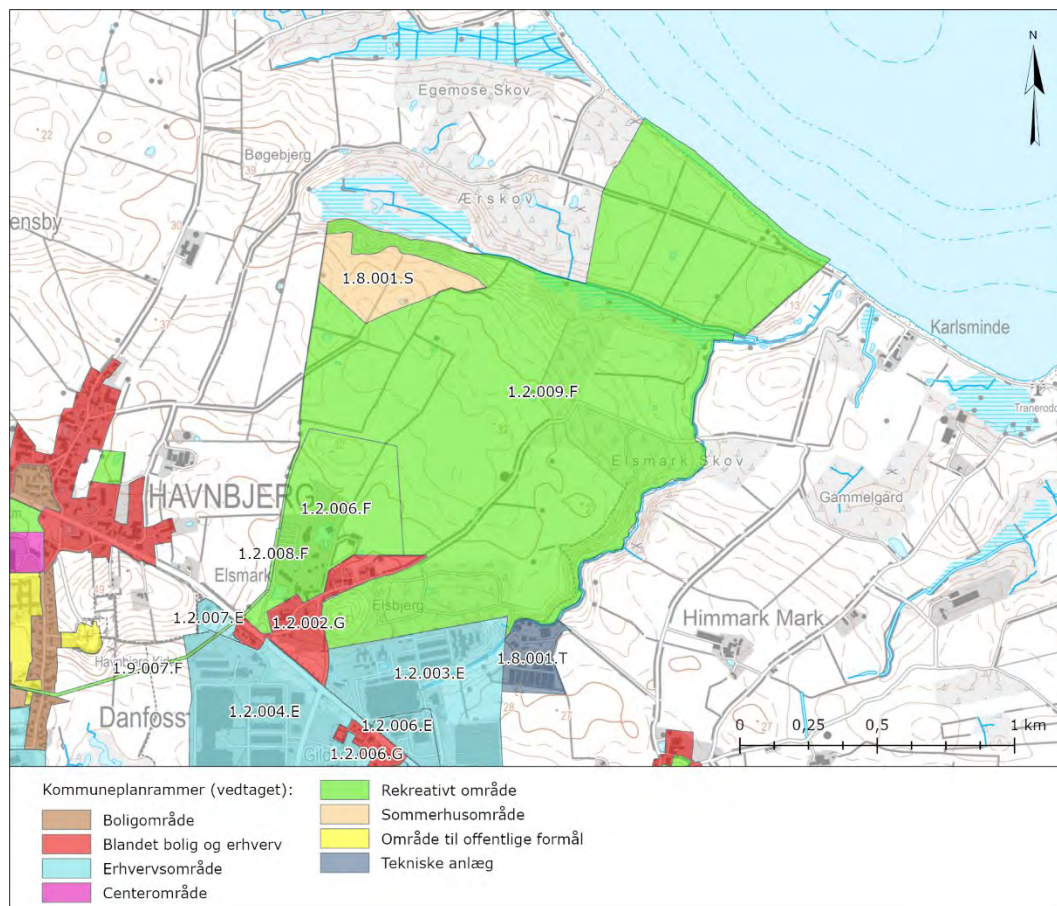 N
Egemose Skov
22
Bøgebjerg
39
23
Ærskov
ensby
30
1.8.001.S
13
37
Karlsminde
1.2.009.F
32
Elsmark Skov
Gammelgård
HAVNBJERG
1.2.006.F
1.2.008.F
Elsmark
49
1.2.007.E
1.2.002.G
Elsbjerg
Himmark Mark
1.8.001.T
1.9.007.F
1.2.003.E
28
27
Danfoss
1.2.004.E
1.2.006.E
1.2.006.G
27
0 0,25 0,5 1 km
Kommuneplanrammer (vedtaget):
Boligområde
Blandet bolig og erhverv
Erhvervsområde
Centerområde
Rekreativt område
Sommerhusområde
Område til offentlige formål
Tekniske anlæg